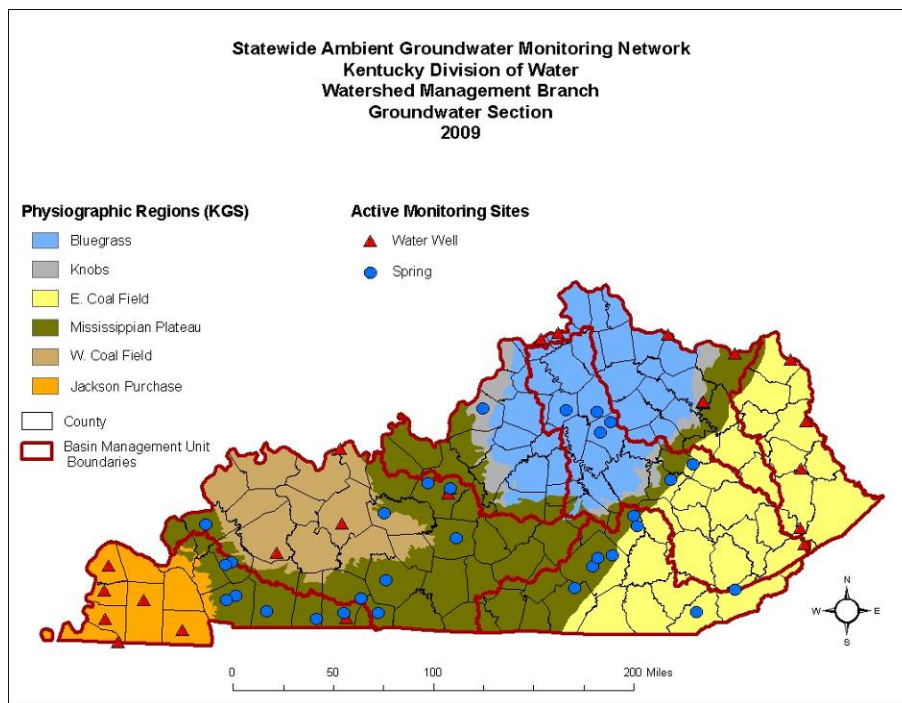 Statewide Ambient Groundwater Monitoring Network
Kentucky Division of Water
Watershed Management Branch
Groundwater Section
2009
Physiographic Regions (KGS)
Bluegrass
Knobs
E. Coal Field
Mississippian Plateau
W. Coal Field
Jackson Purchase
County
Basin Management Unit
Boundaries
Active Monitoring Sites
Water Well
Spring
N
W E
S
0 50 100 200 Miles